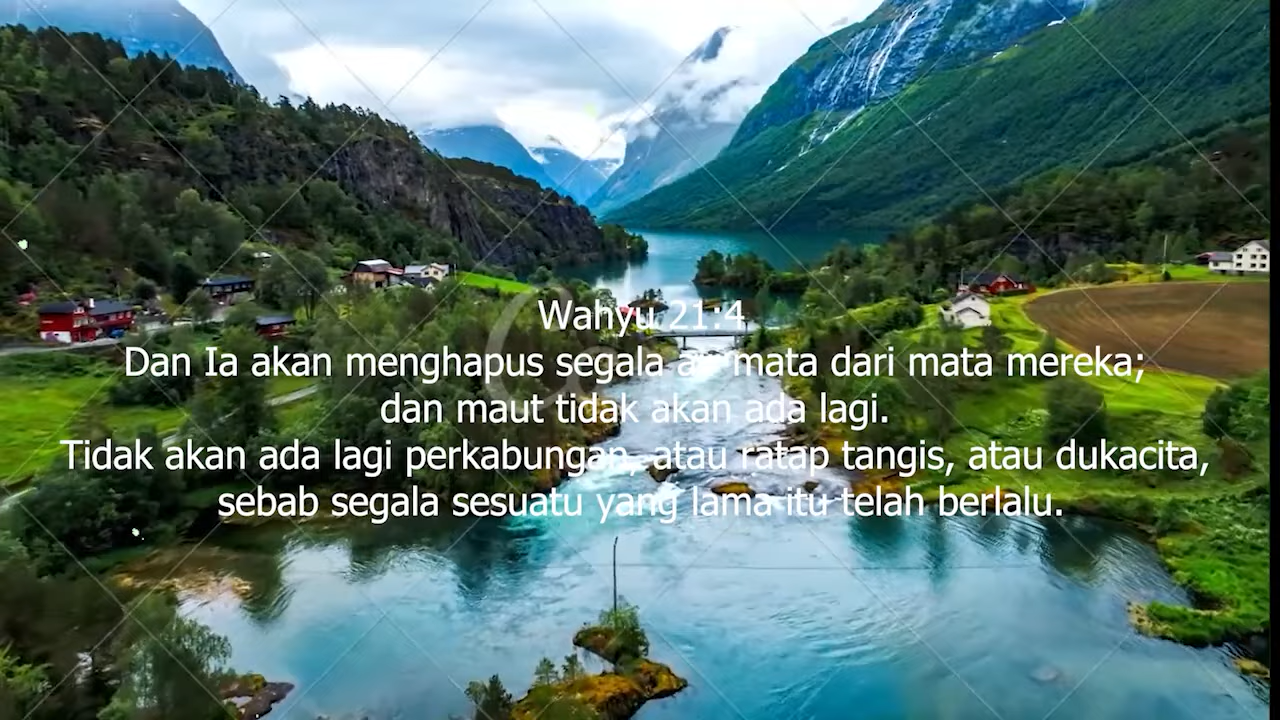 Wahyu 21:4
Dan Ia akan menghapus segala air mata dari mata mereka;
dan maut tidak akan ada lagi.
Tidak akan ada lagi perkabungan, atau ratap tangis, atau dukacita,
sebab segala sesuatu yang lama itu telah berlalu.